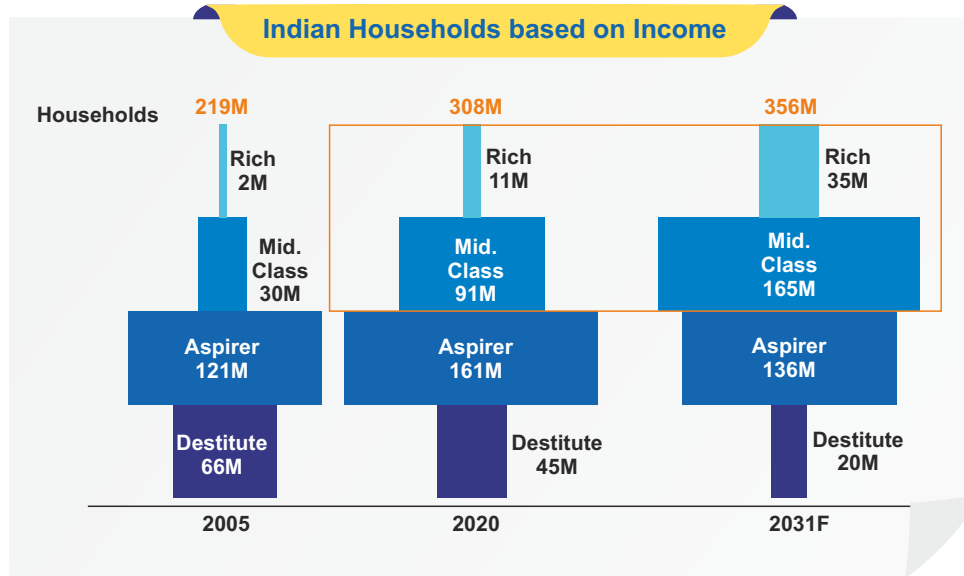 Indian Households based on Income
Households
219M
308M
356M
Rich
2M
Rich
11M
Rich
35M
Mid.
Class
30M
Mid.
Class
91M
Mid.
Class
165M
Aspirer
121M
Aspirer
161M
Aspirer
136M
Destitute
66M
Destitute
45M
Destitute
20M
2005
2020
2031F